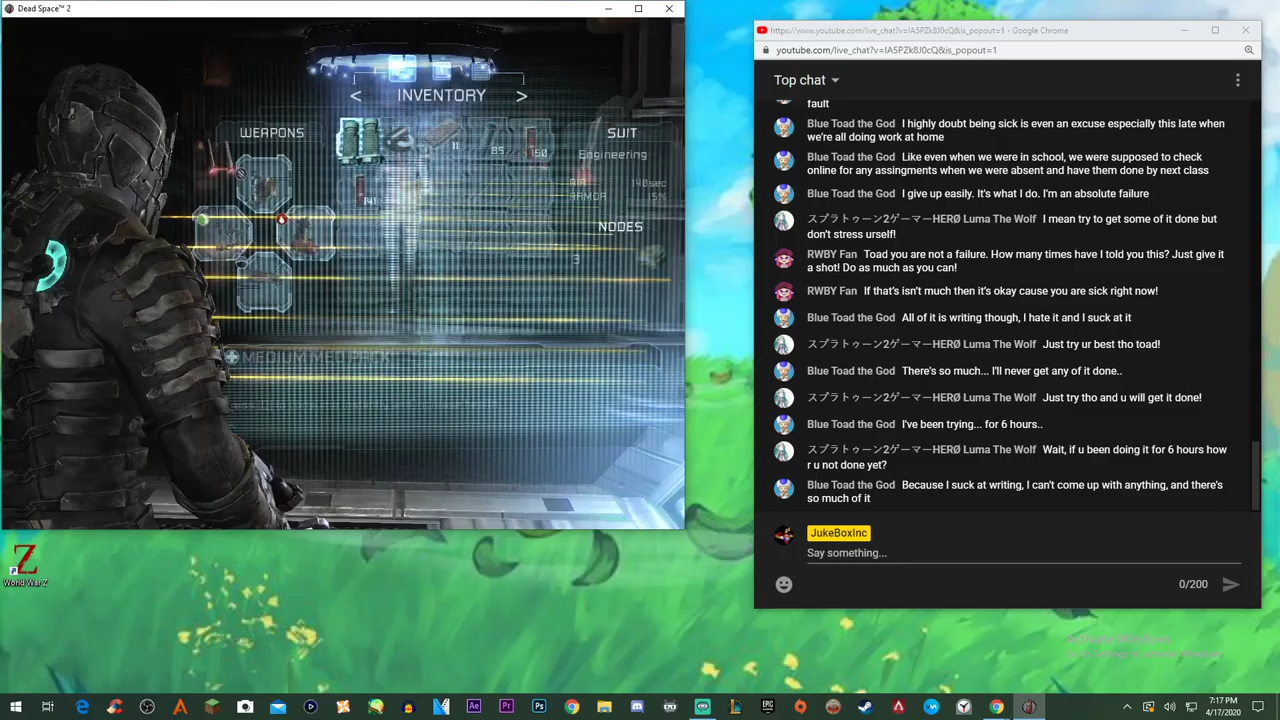 Dead Space™ 2
INVENTORY
WEAPONS
SUIT
Engineering
11
85
150
AIR
140sec
ARMOR
5%
141
NODES
3
MEDIUM MED PACK
World War Z
https://www.youtube.com/live_chat?v=IA5PZk8J0cQ&is_popout=1 - Google Chrome
youtube.com/live_chat?v=IA5PZk8J0cQ&is_popout=1
Top chat
fault
Blue Toad the God I highly doubt being sick is even an excuse especially this late when
we're all doing work at home
Blue Toad the God Like even when we were in school, we were supposed to check
online for any assingments when we were absent and have them done by next class
Blue Toad the God I give up easily. It's what I do. I'm an absolute failure
スプラトゥーン2ゲーマーHERØ Luma The Wolf I mean try to get some of it done but
don't stress urself!
RWBY Fan Toad you are not a failure. How many times have I told you this? Just give it
a shot! Do as much as you can!
RWBY Fan If that's isn't much then it's okay cause you are sick right now!
Blue Toad the God All of it is writing though, I hate it and I suck at it
スプラトゥーン2ゲーマーHERØ Luma The Wolf Just try ur best tho toad!
Blue Toad the God There's so much... I'll never get any of it done..
スプラトゥーン2ゲーマーHERØ Luma The Wolf Just try tho and u will get it done!
Blue Toad the God I've been trying... for 6 hours..
スプラトゥーン2ゲーマーHERØ Luma The Wolf Wait, if u been doing it for 6 hours how
r u not done yet?
Blue Toad the God Because I suck at writing, I can't come up with anything, and there's
so much of it
JukeBoxInc
Say something...
0/200
Activate Windows
7:17 PM
4/17/2020